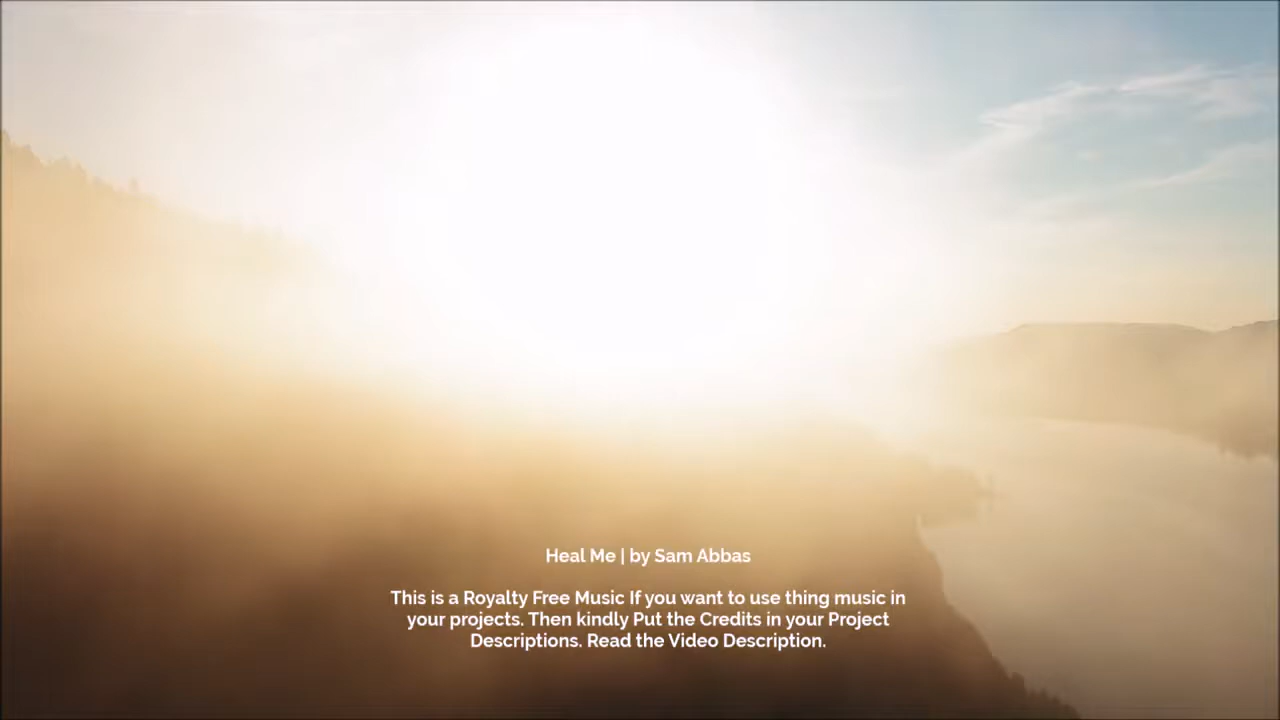 Heal Me | by Sam Abbas
This is a Royalty Free Music If you want to use thing music in
your projects. Then kindly Put the Credits in your Project
Descriptions. Read the Video Description.